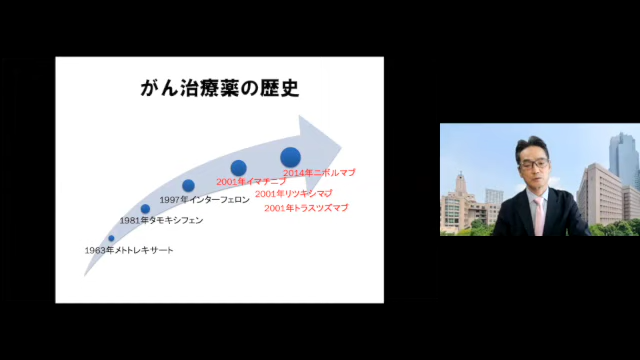 がん治療薬の歴史
2014年ニボルマブ
2001年イマチニブ
2001年リツキシマブ
1997年インターフェロン
2001年トラスツズマブ
1981年タモキシフェン
1963年メトトレキサート